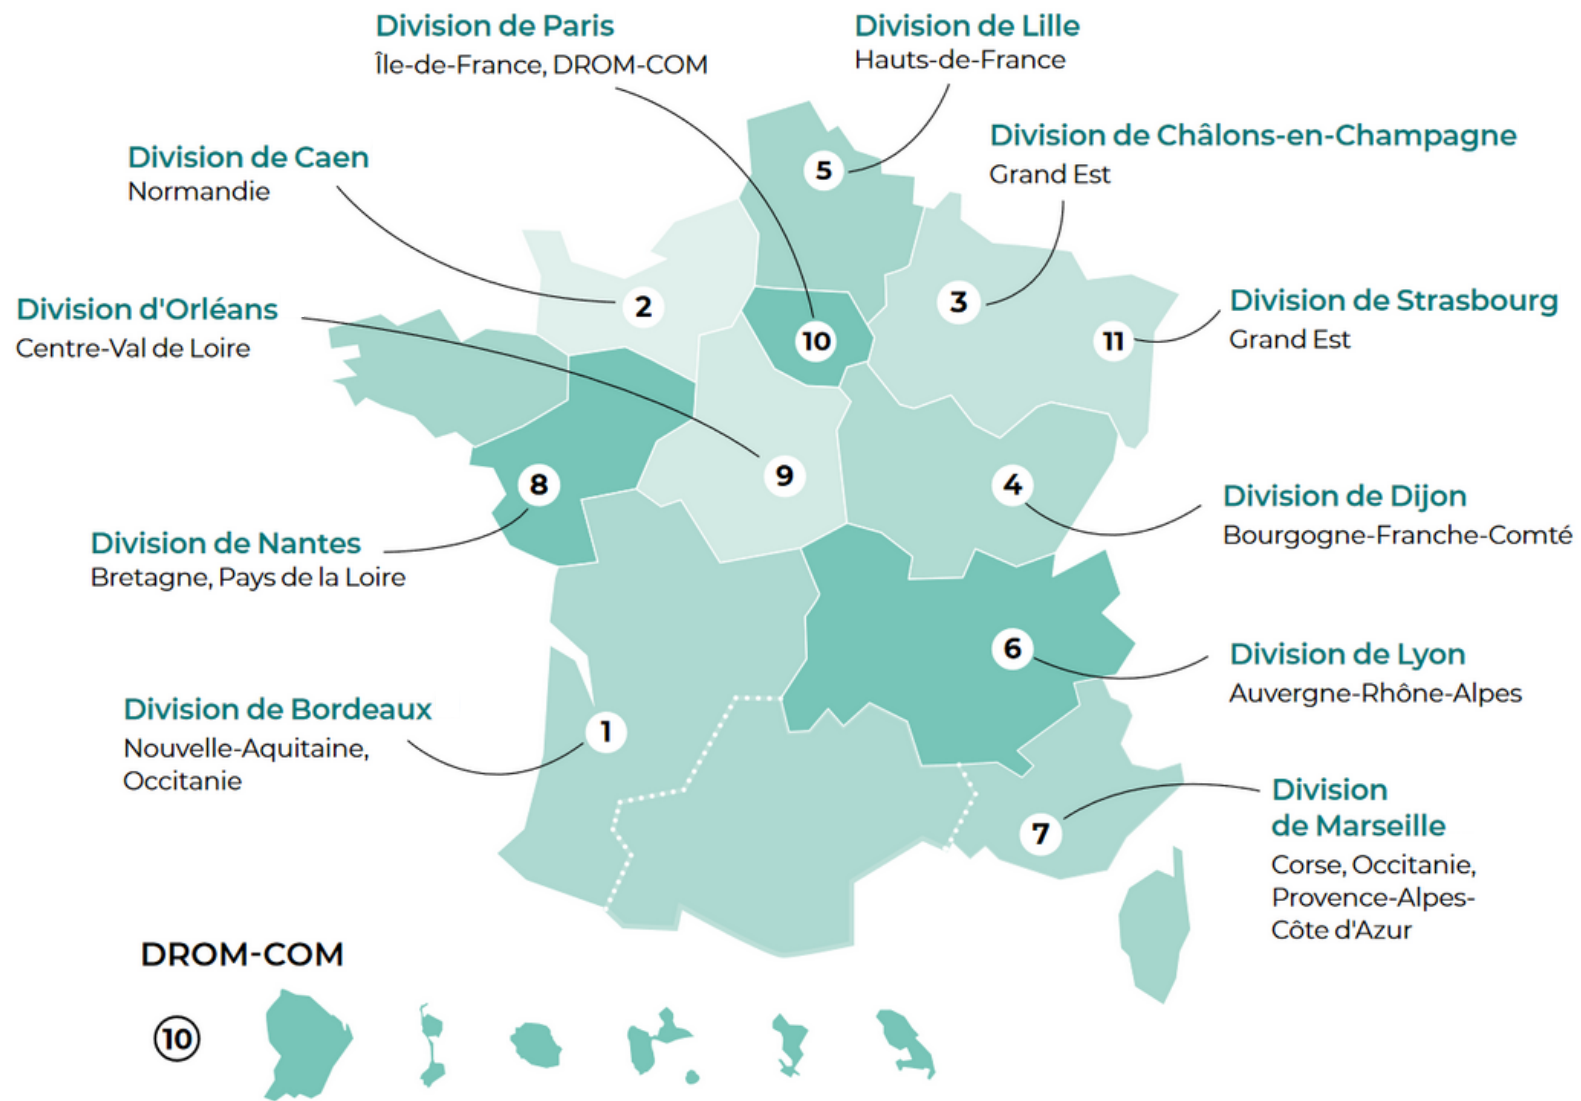 Division de Paris
Île-de-France, DROM-COM
Division de Lille
Hauts-de-France
Division de Châlons-en-Champagne
Grand Est
Division de Caen
Normandie
5
Division d'Orléans
Centre-Val de Loire
2
3
Division de Strasbourg
Grand Est
10
11
9
8
4
Division de Dijon
Bourgogne-Franche-Comté
Division de Nantes
Bretagne, Pays de la Loire
6
Division de Lyon
Auvergne-Rhône-Alpes
Division de Bordeaux
Nouvelle-Aquitaine,
Occitanie
1
Division
de Marseille
Corse, Occitanie,
Provence-Alpes-
Côte d'Azur
7
DROM-COM
10